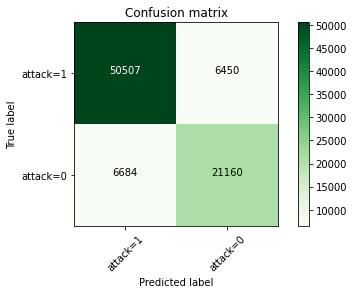 Confusion matrix
True label
attack=1
attack=0
50507 6450
6684 21160
attack=1 attack=0
Predicted label
50000
45000
40000
35000
30000
25000
20000
15000
10000